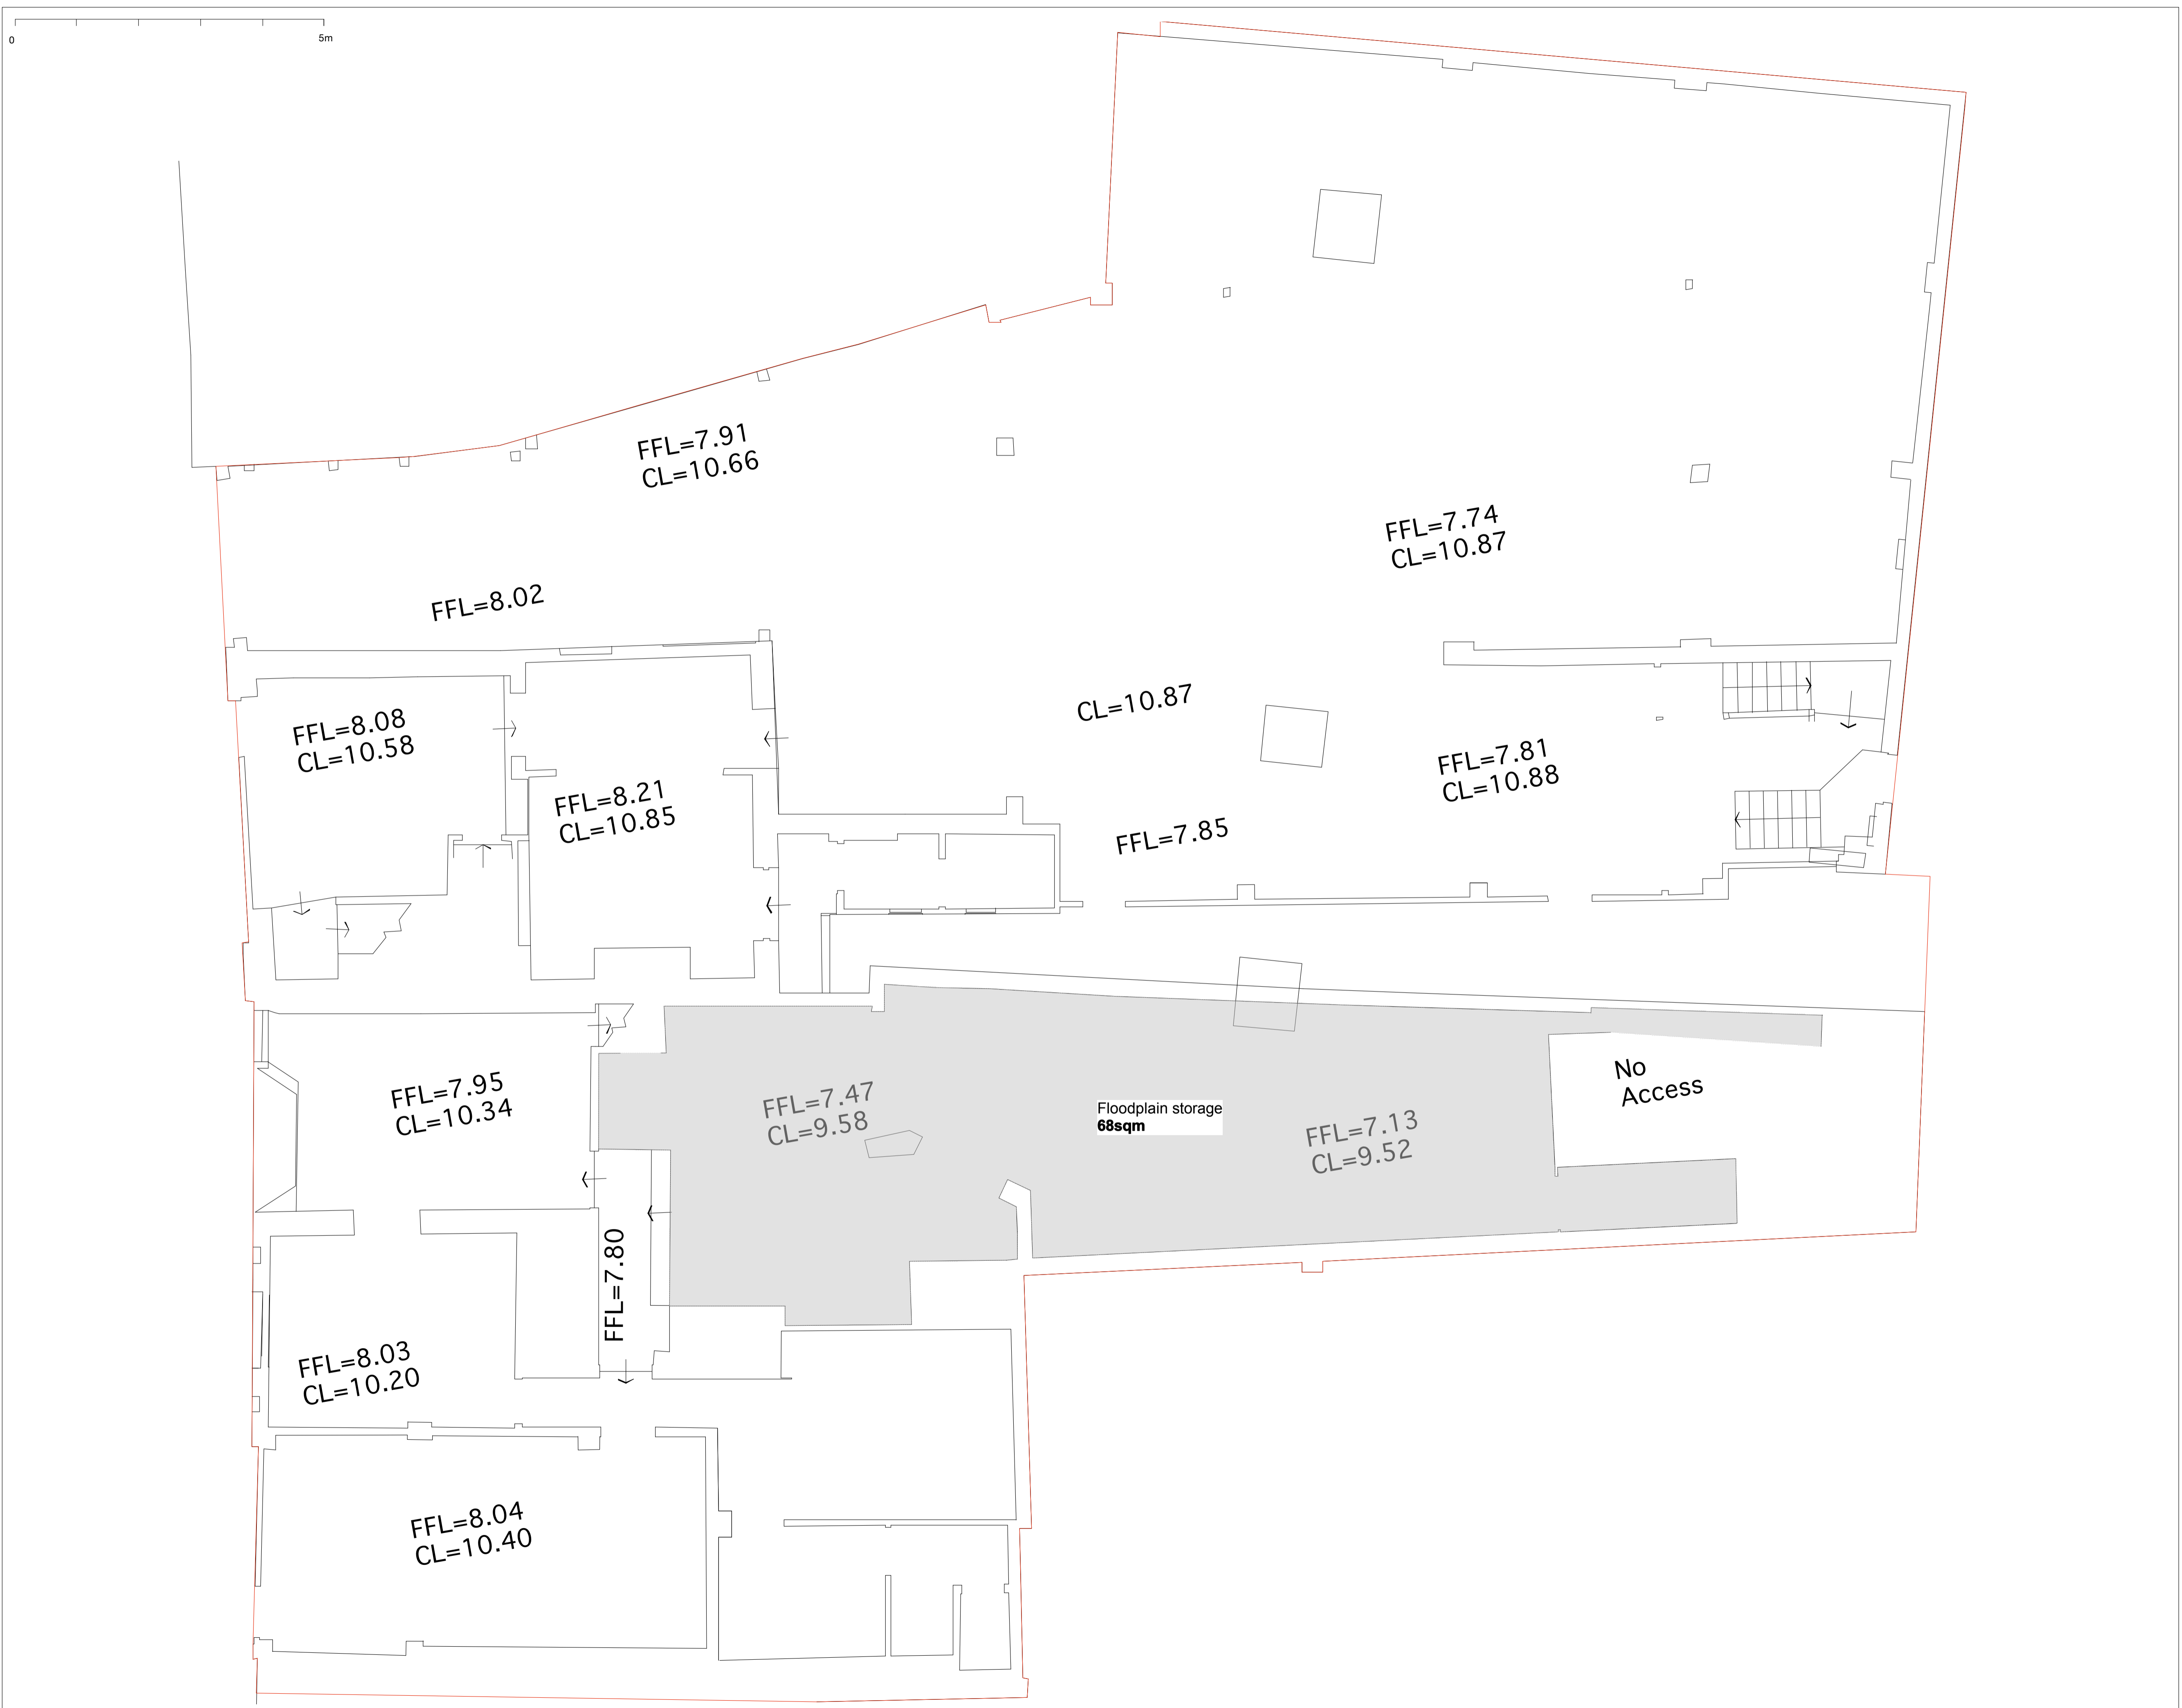 0
5m
FFL=7.91
CL=10.66
FFL=7.74
CL=10.87
FFL=8.02
CL=10.87
FFL=8.08
CL=10.58
FFL=7.81
CL=10.88
FFL=8.21
CL=10.85
FFL=7.85
No
Access
FFL=7.95
CL=10.34
FFL=7.47
CL=9.58
Floodplain storage
68sqm
FFL=7.13
CL=9.52
FFL=7.80
FFL=8.03
CL=10.20
FFL=8.04
CL=10.40